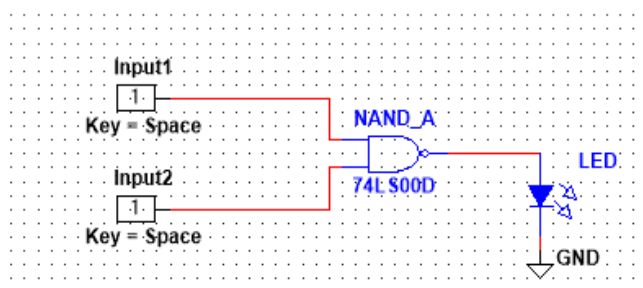 Input1
1
Key = Space
NAND_A
74LS00D
Input2
1
Key = Space
LED
GND